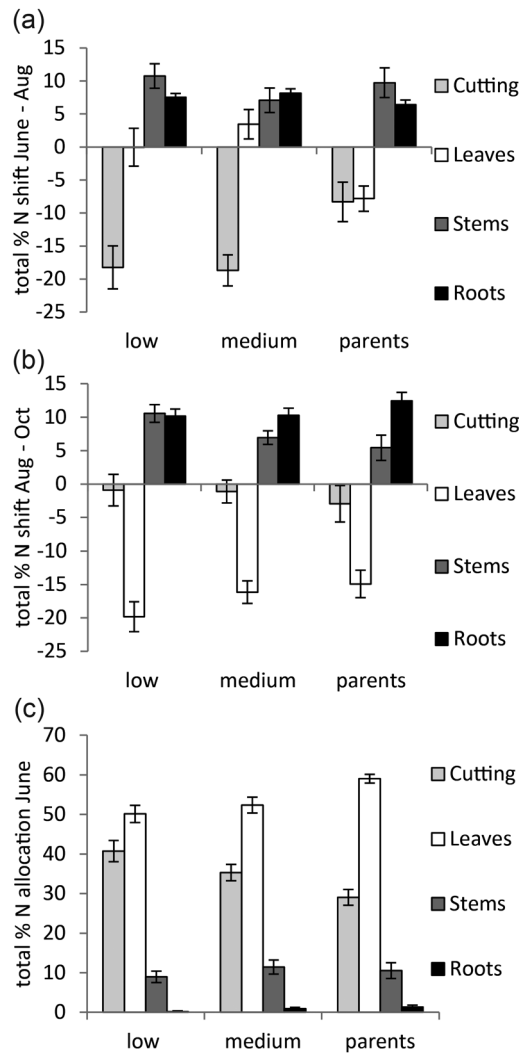 (a)
total % N shift June - Aug
15
10
5
0
-5
-10
-15
-20
-25
low medium parents
Cutting
Leaves
Stems
Roots
(b)
total % N shift Aug - Oct
15
10
5
0
-5
-10
-15
-20
-25
low medium parents
Cutting
Leaves
Stems
Roots
(c)
total % N allocation June
70
60
50
40
30
20
10
0
low medium parents
Cutting
Leaves
Stems
Roots